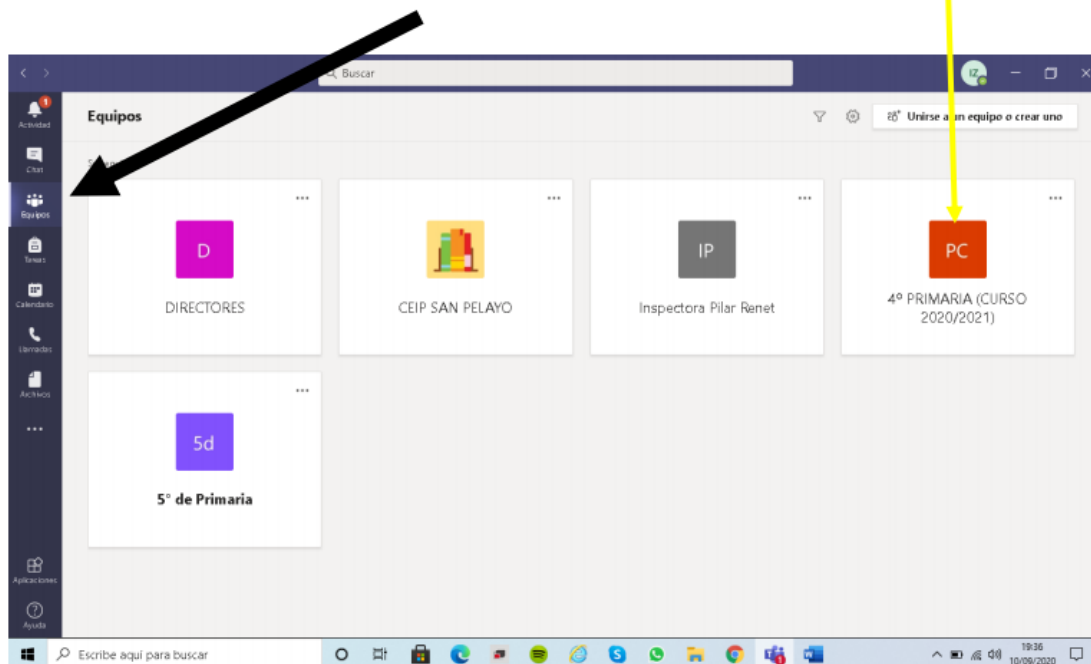 Buscar
IZ
Actividad
1
Equipos
Unirse a un equipo o crear uno
Chat
Equipos
Tareas
Calendario
Llamadas
Archivos
D
DIRECTORES
CEIP SAN PELAYO
IP
Inspectora Pilar Renet
PC
4º PRIMARIA (CURSO
2020/2021)
5d
5° de Primaria
Aplicaciones
Ayuda
Escribe aquí para buscar
19:36
10/09/2020